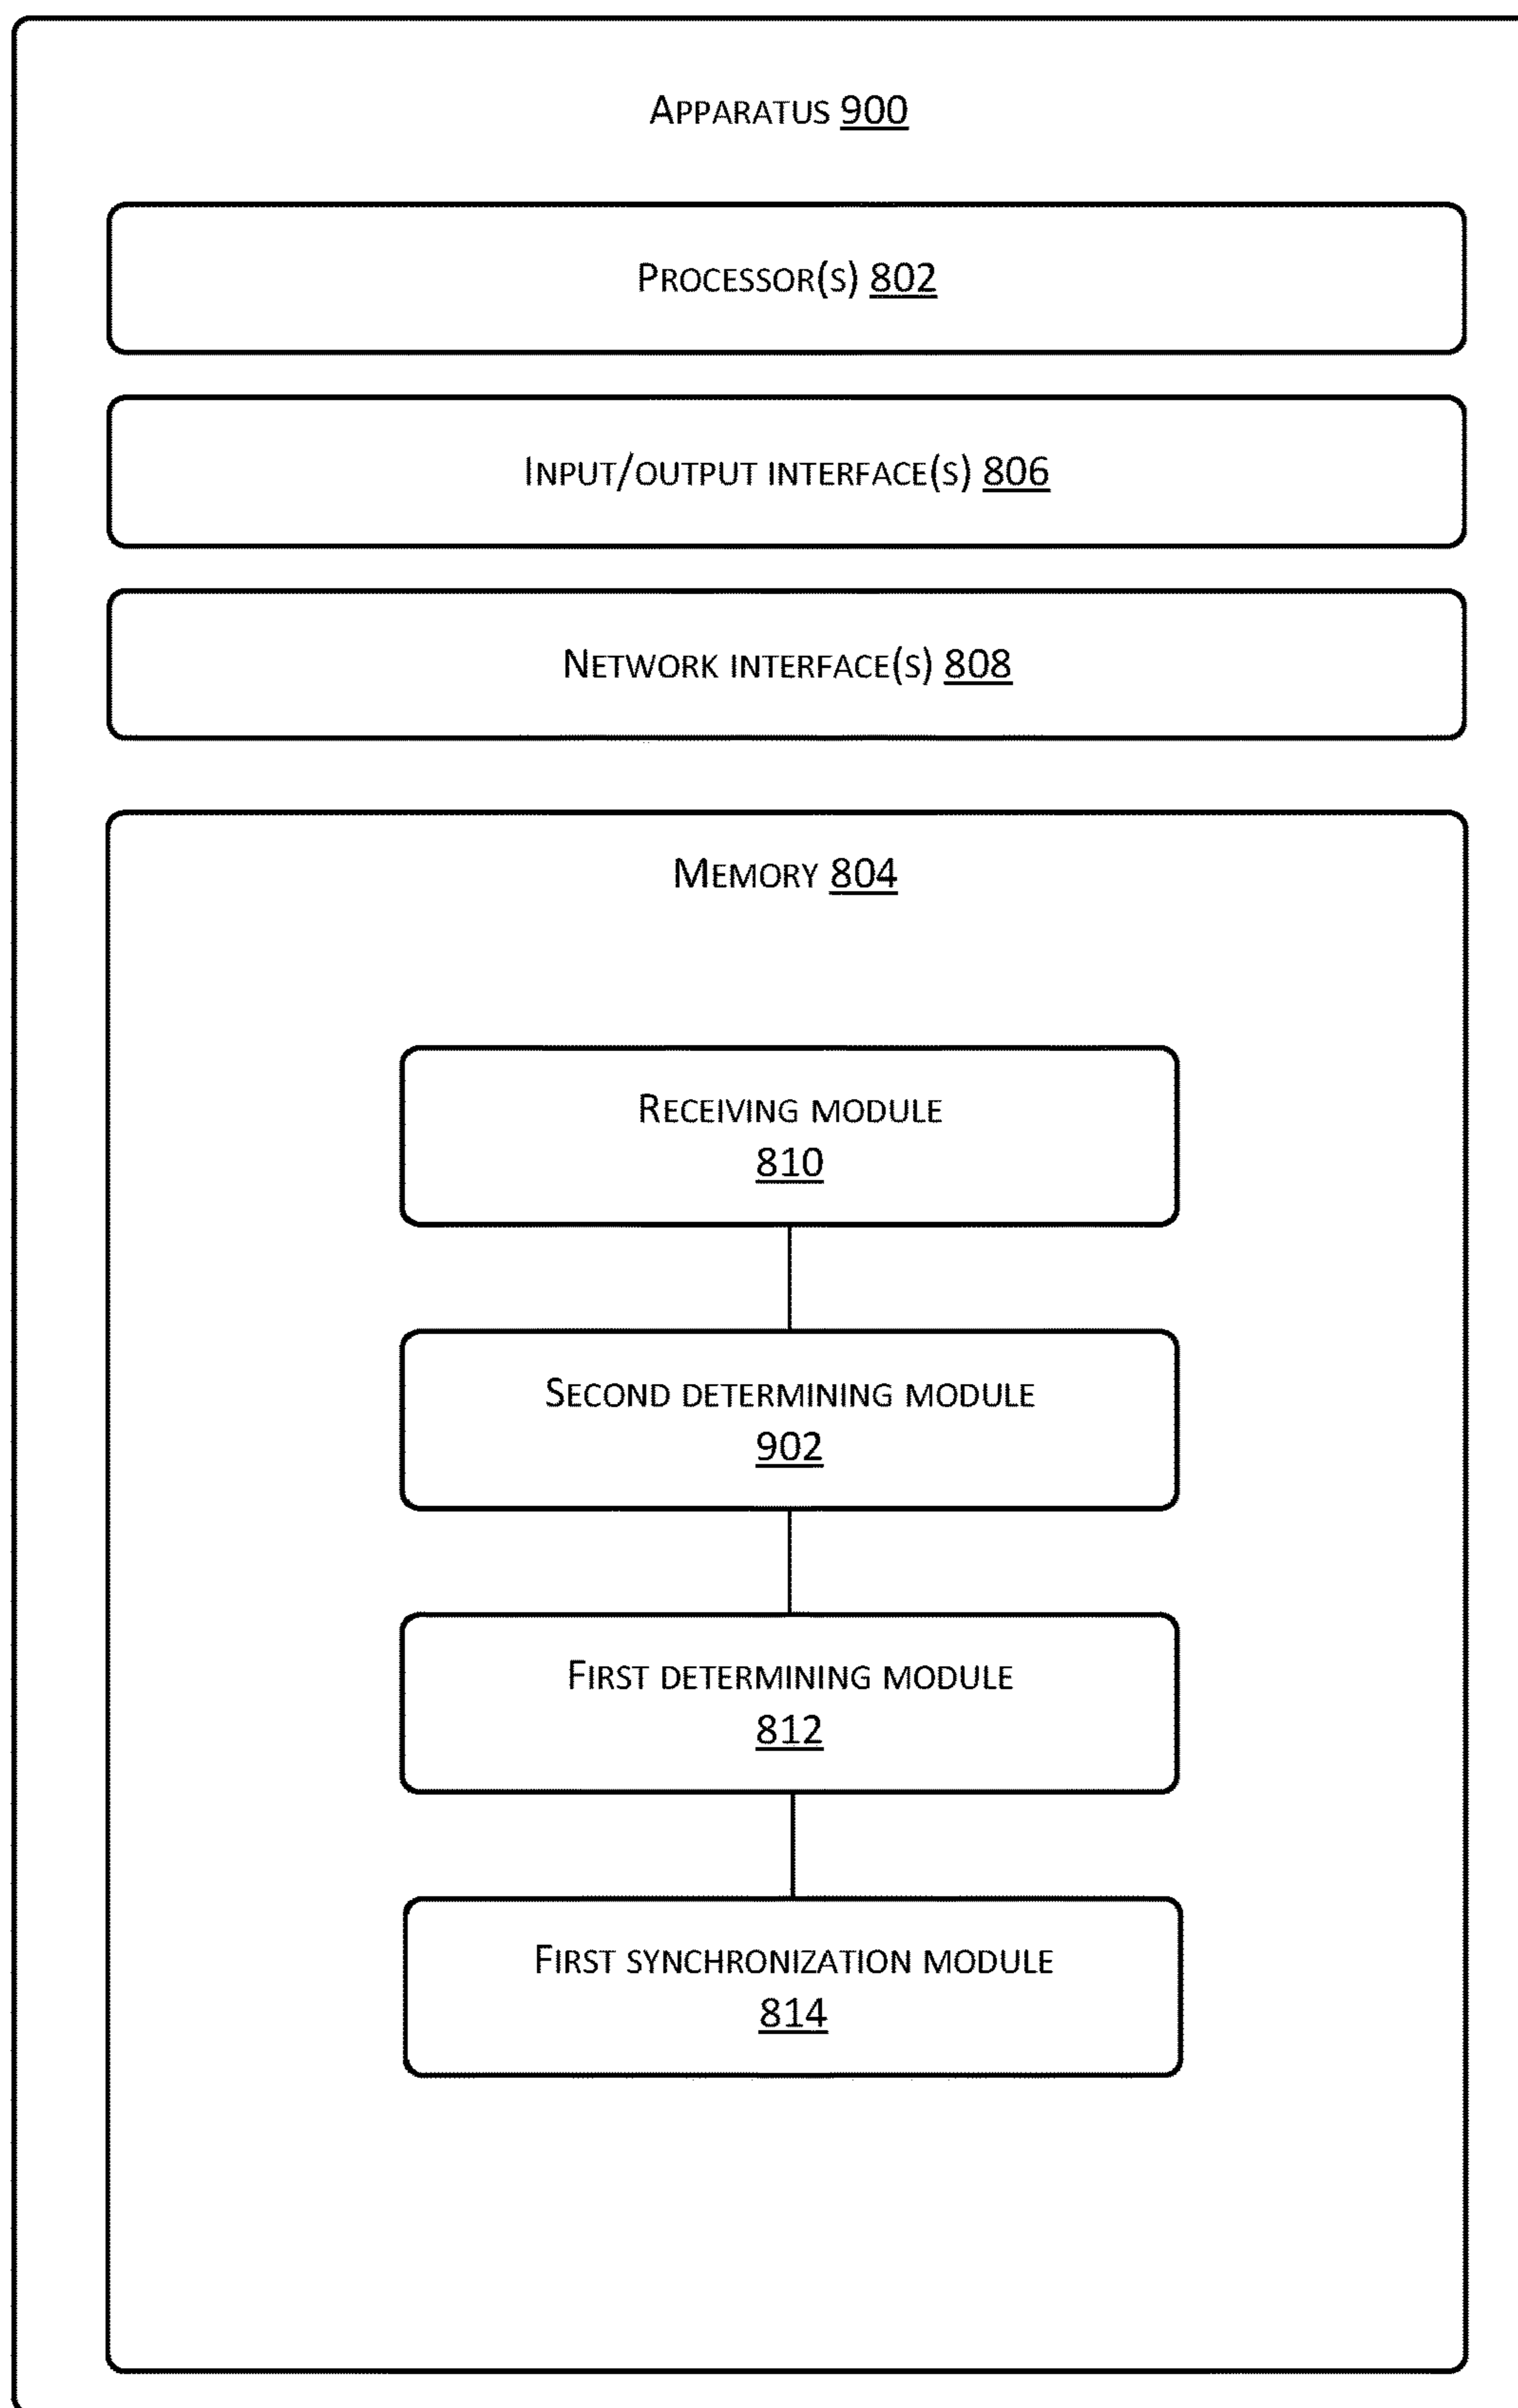 APPARATUS 900
PROCESSOR(S) 802
INPUT/OUTPUT INTERFACE(S) 806
NETWORK INTERFACE(S) 808
MEMORY 804
RECEIVING MODULE
810
SECOND DETERMINING MODULE
902
FIRST DETERMINING MODULE
812
FIRST SYNCHRONIZATION MODULE
814